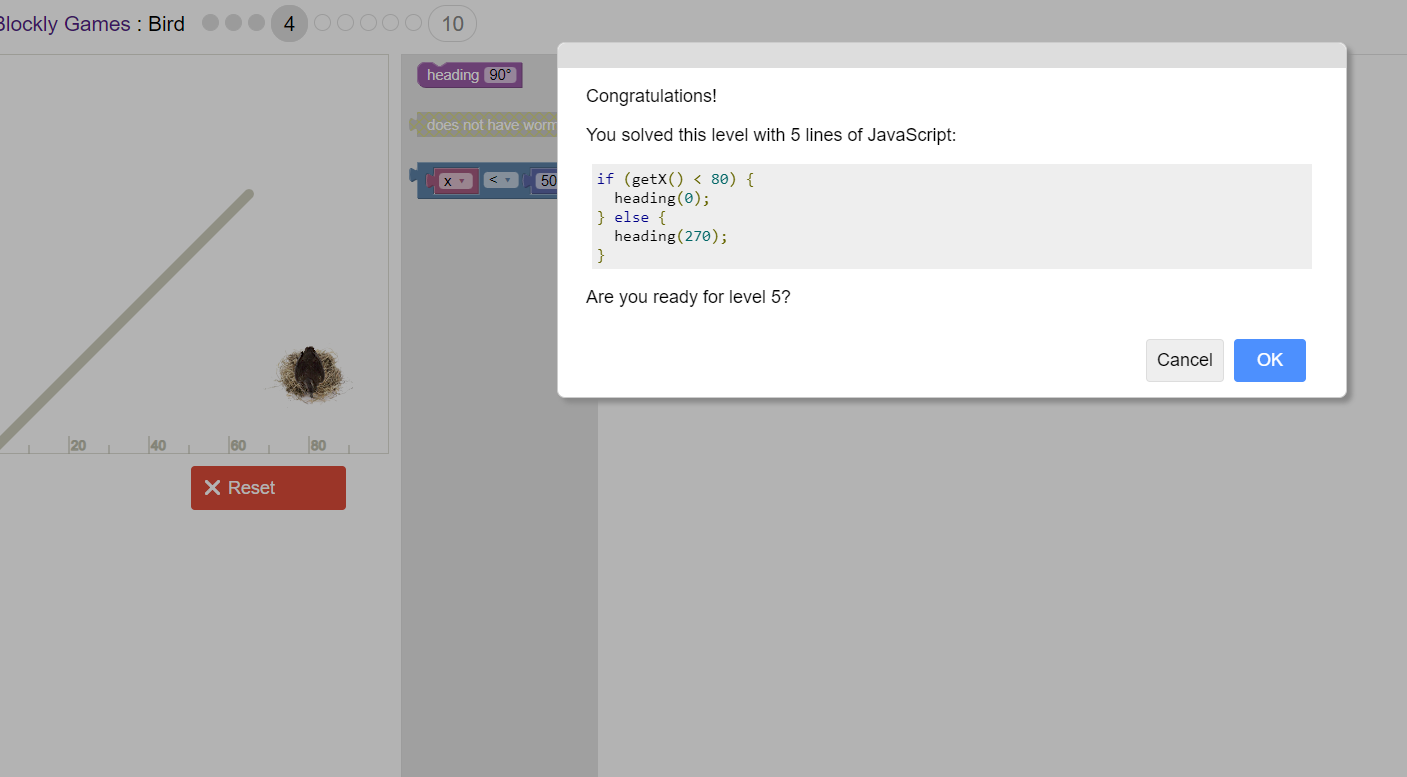 Blockly Games : Bird 4 10
heading 90°
does not have worm
x < 50
20 40 60 80
✕ Reset
Congratulations!
You solved this level with 5 lines of JavaScript:
if (getX() < 80) {
  heading(0);
} else {
  heading(270);
}
Are you ready for level 5?
Cancel OK